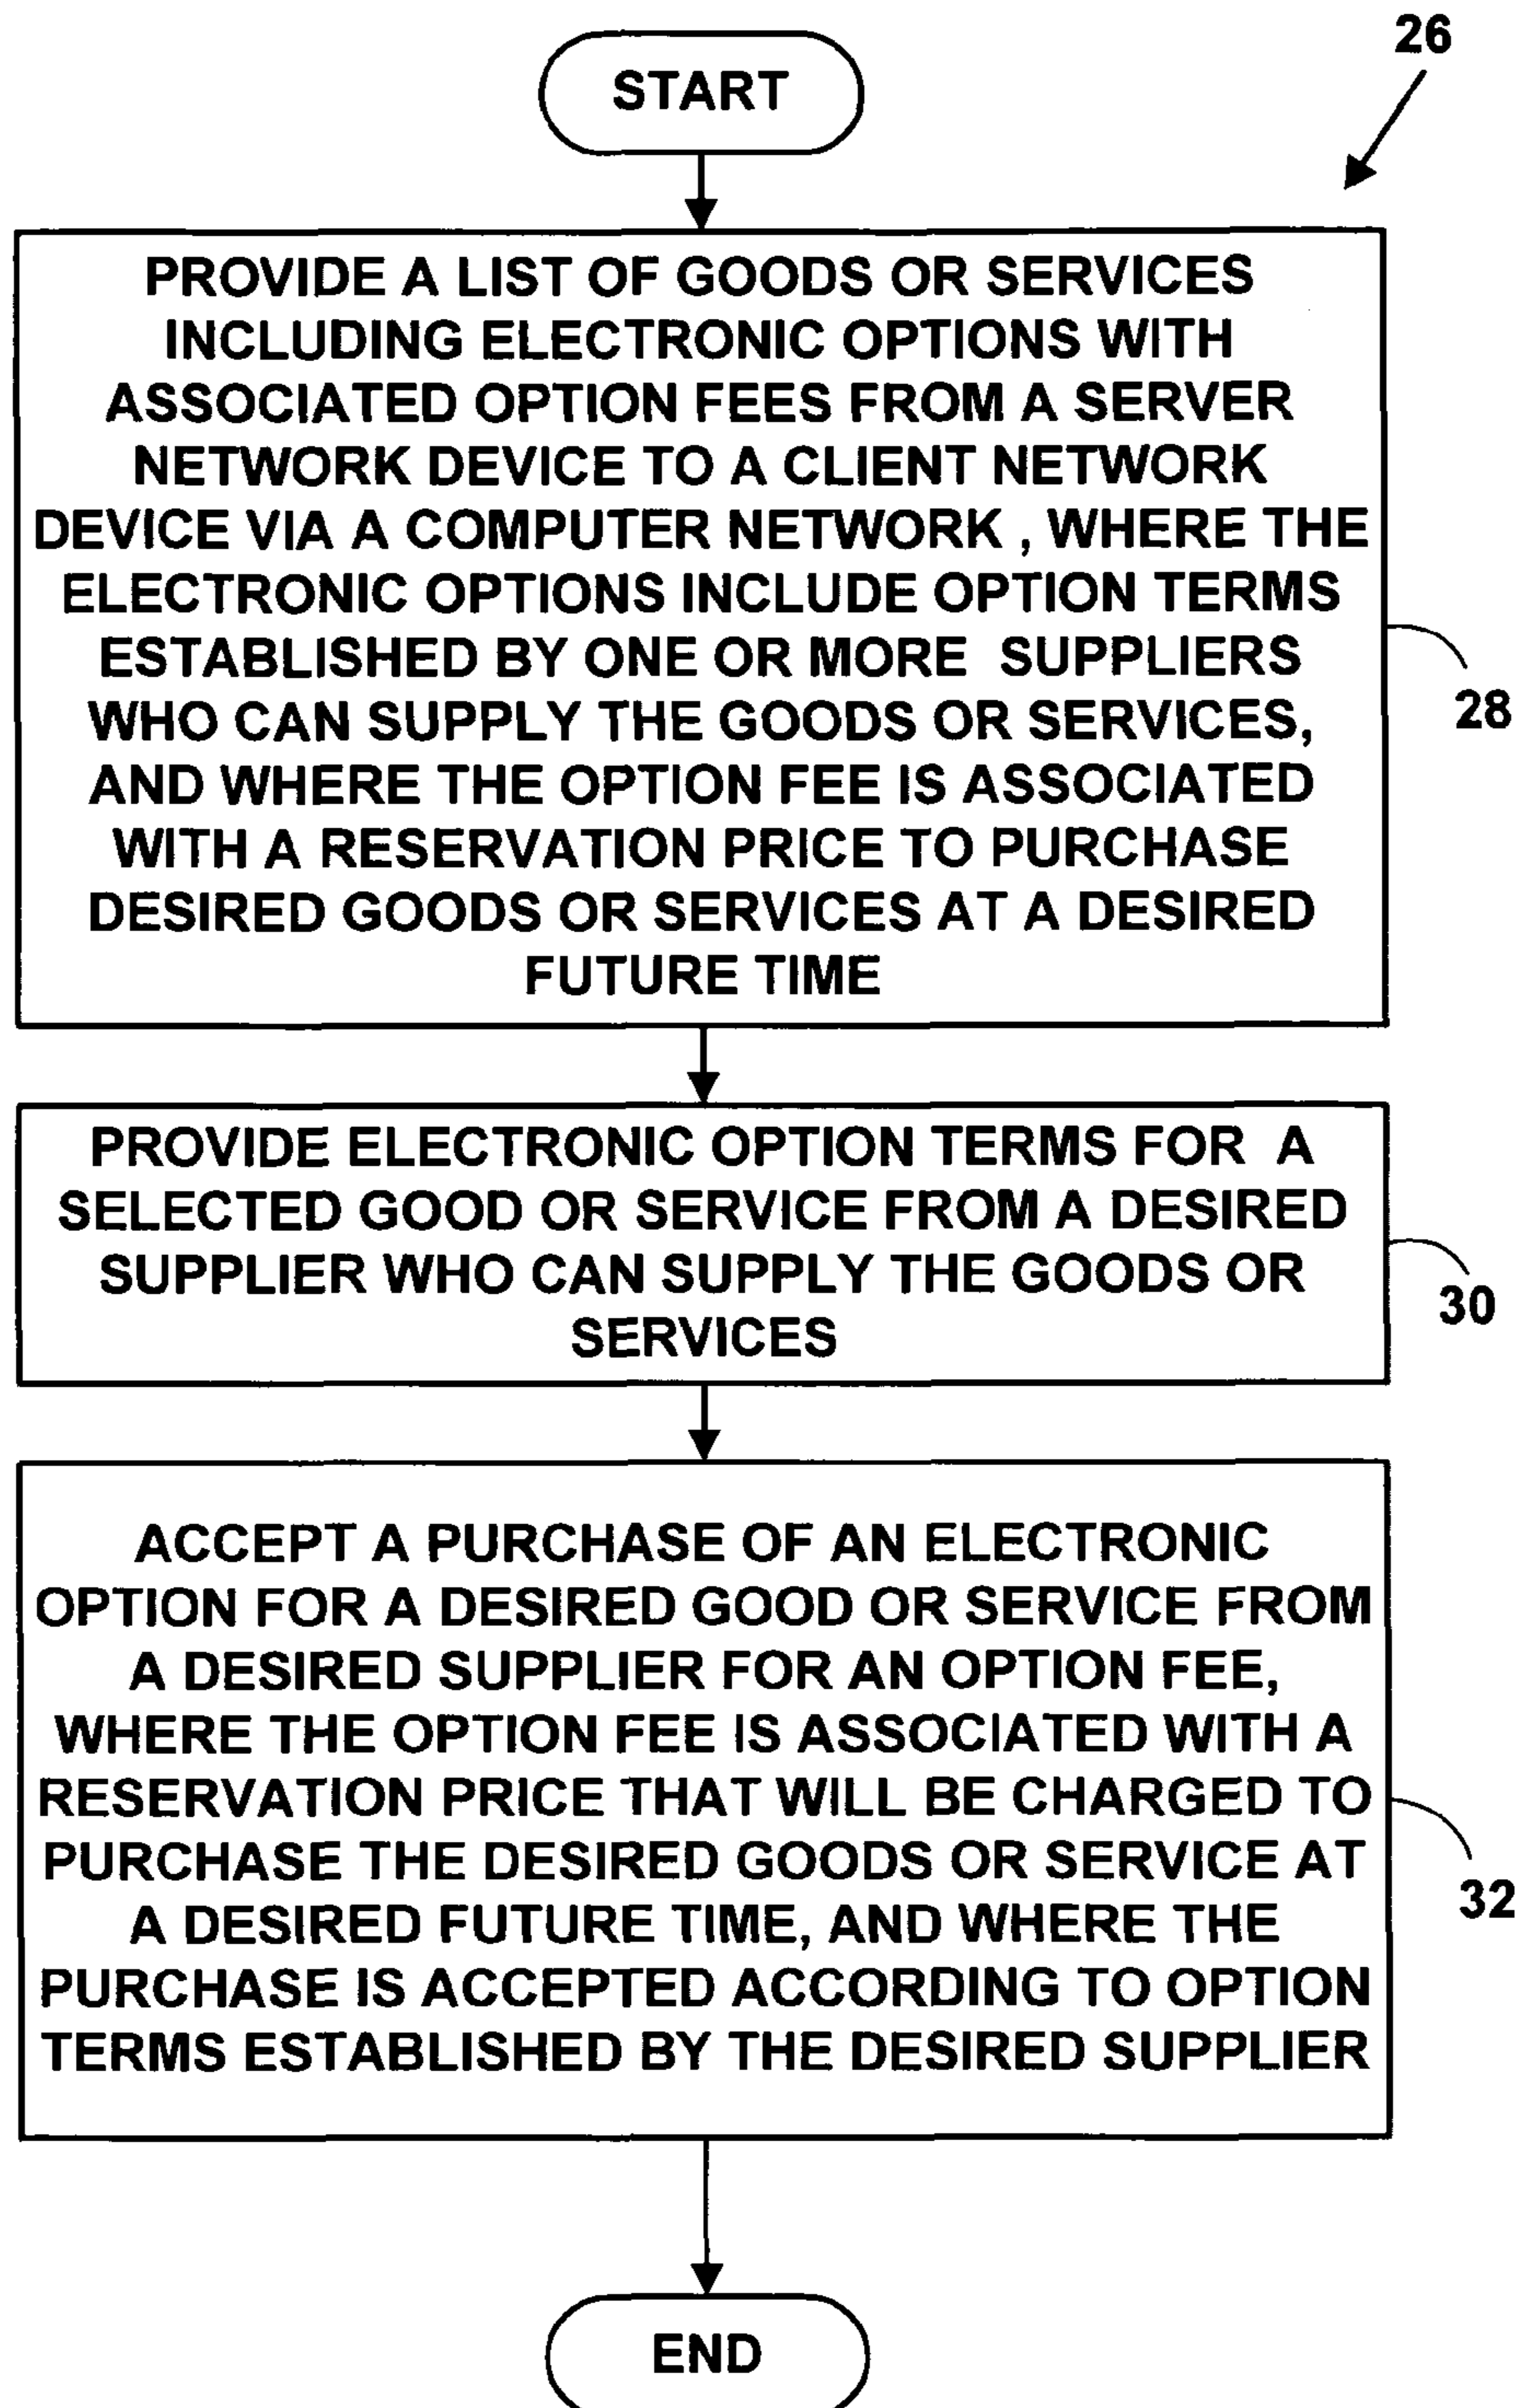 26
START
PROVIDE A LIST OF GOODS OR SERVICES
INCLUDING ELECTRONIC OPTIONS WITH
ASSOCIATED OPTION FEES FROM A SERVER
NETWORK DEVICE TO A CLIENT NETWORK
DEVICE VIA A COMPUTER NETWORK , WHERE THE
ELECTRONIC OPTIONS INCLUDE OPTION TERMS
ESTABLISHED BY ONE OR MORE SUPPLIERS
WHO CAN SUPPLY THE GOODS OR SERVICES,
AND WHERE THE OPTION FEE IS ASSOCIATED
WITH A RESERVATION PRICE TO PURCHASE
DESIRED GOODS OR SERVICES AT A DESIRED
FUTURE TIME
28
PROVIDE ELECTRONIC OPTION TERMS FOR A
SELECTED GOOD OR SERVICE FROM A DESIRED
SUPPLIER WHO CAN SUPPLY THE GOODS OR
SERVICES
30
ACCEPT A PURCHASE OF AN ELECTRONIC
OPTION FOR A DESIRED GOOD OR SERVICE FROM
A DESIRED SUPPLIER FOR AN OPTION FEE,
WHERE THE OPTION FEE IS ASSOCIATED WITH A
RESERVATION PRICE THAT WILL BE CHARGED TO
PURCHASE THE DESIRED GOODS OR SERVICE AT
A DESIRED FUTURE TIME, AND WHERE THE
PURCHASE IS ACCEPTED ACCORDING TO OPTION
TERMS ESTABLISHED BY THE DESIRED SUPPLIER
32
END